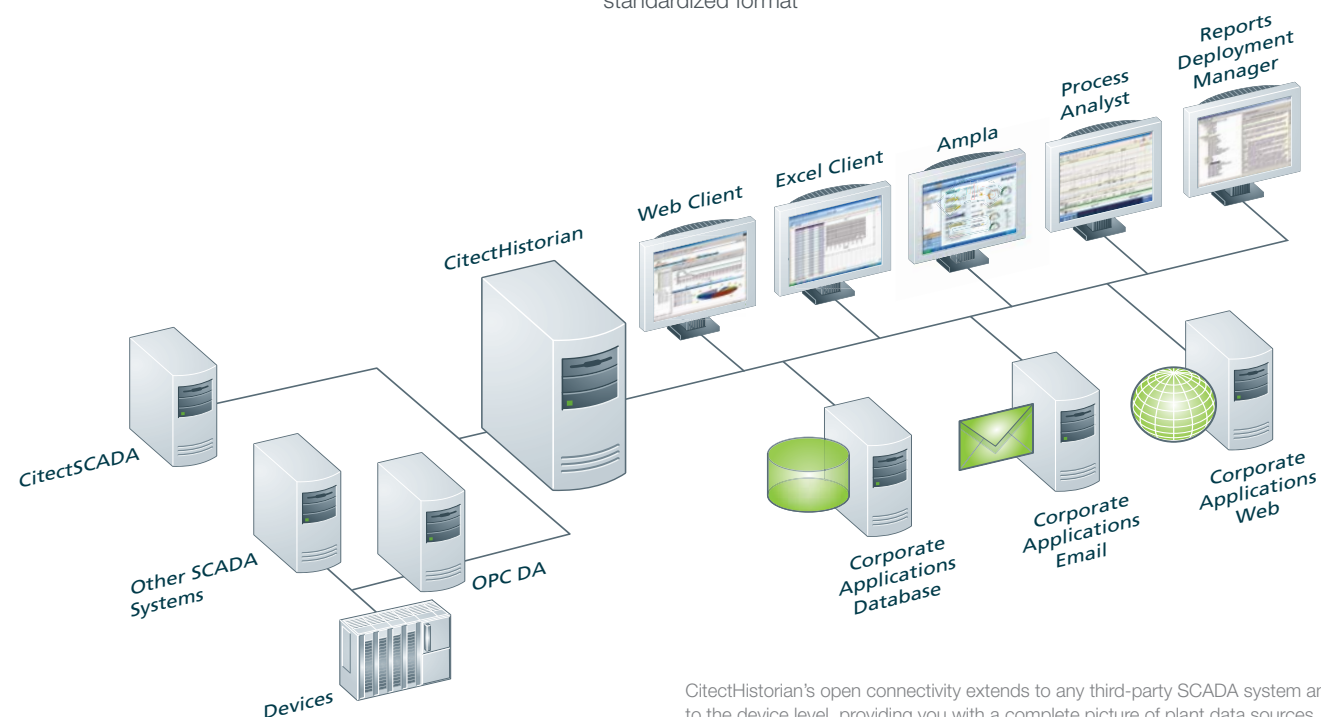 standardized format
Reports
Deployment
Manager
Process
Analyst
Ampla
Excel Client
Web Client
CitectHistorian
CitectSCADA
Other SCADA
Systems
OPC DA
Devices
Corporate
Applications
Database
Corporate
Applications
Email
Corporate
Applications
Web
CitectHistorian's open connectivity extends to any third-party SCADA system
to the device level, providing you with a complete picture of plant data sources